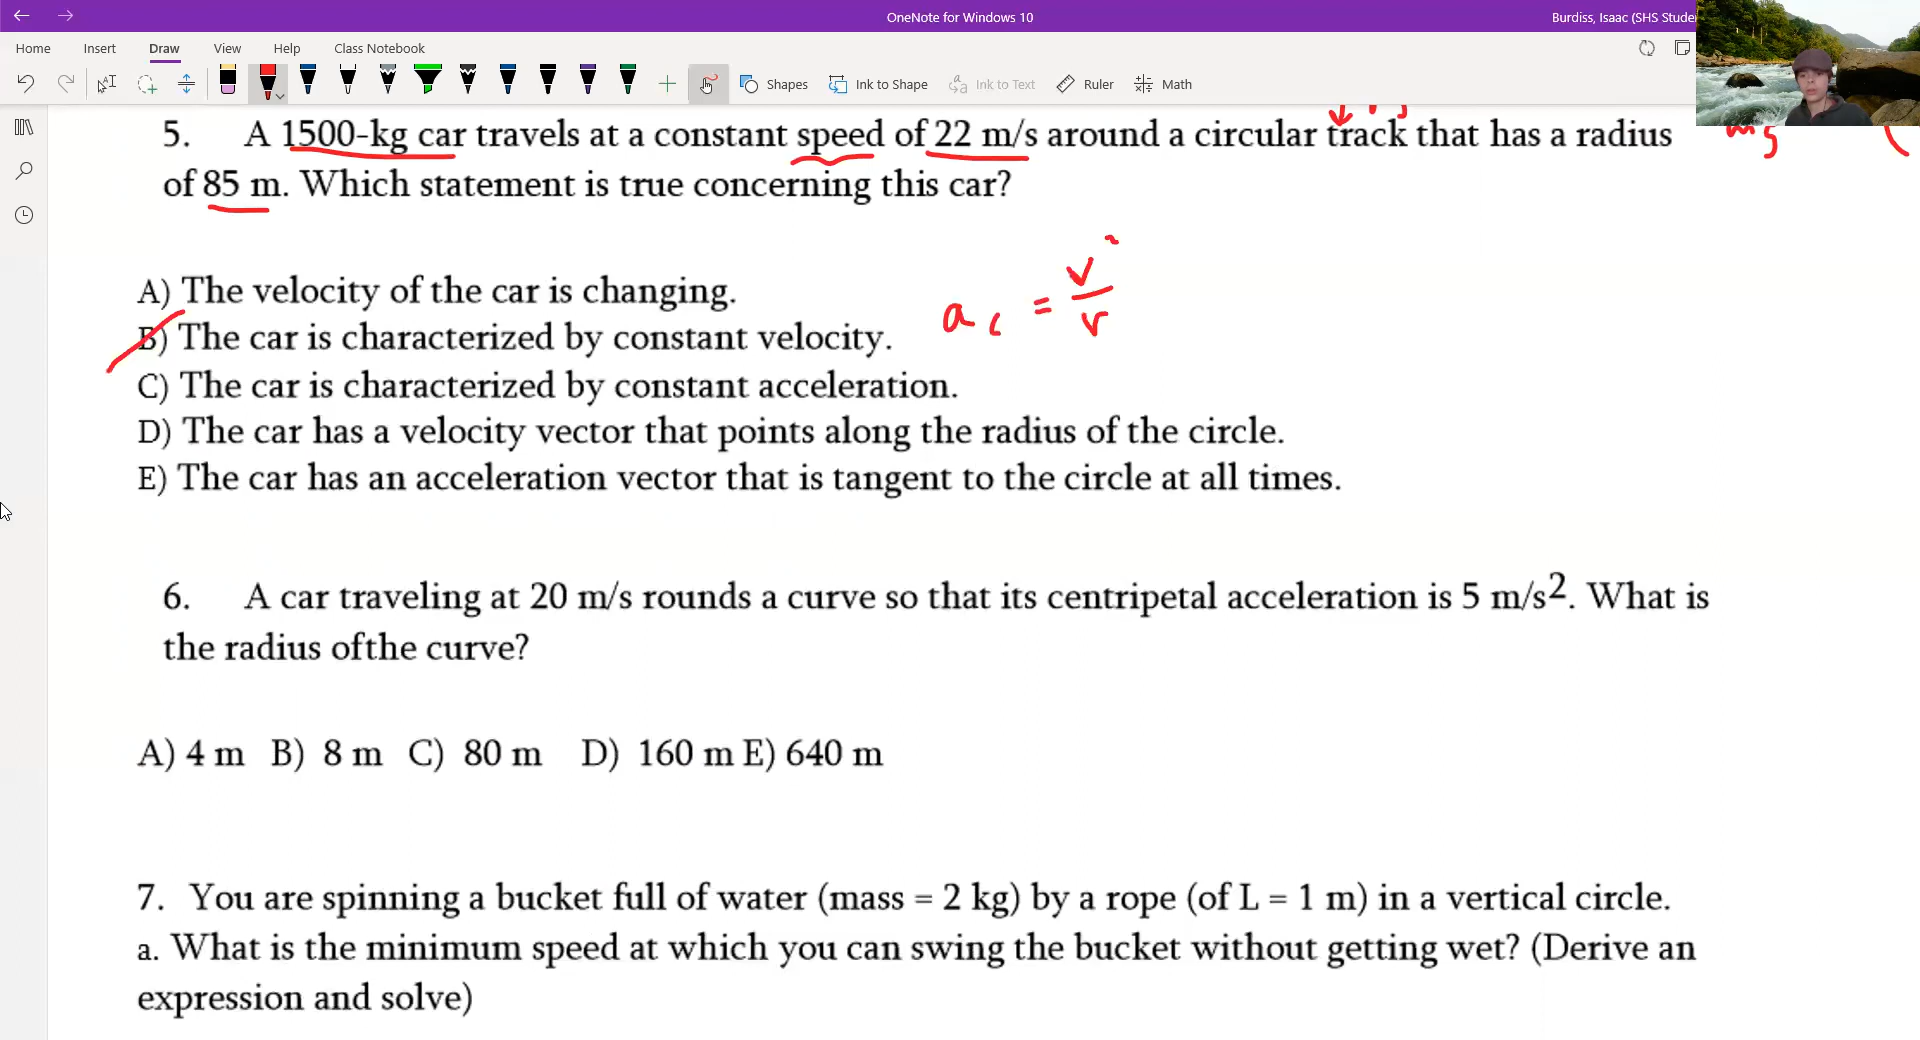 OneNote for Windows 10
Burdiss, Isaac (SHS Stude
Home Insert Draw View Help Class Notebook
Shapes Ink to Shape Ink to Text Ruler Math
5. A 1500-kg car travels at a constant speed of 22 m/s around a circular track that has a radius
of 85 m. Which statement is true concerning this car?
A) The velocity of the car is changing.
B) The car is characterized by constant velocity.
C) The car is characterized by constant acceleration.
D) The car has a velocity vector that points along the radius of the circle.
E) The car has an acceleration vector that is tangent to the circle at all times.
a_c = v²/r
6. A car traveling at 20 m/s rounds a curve so that its centripetal acceleration is 5 m/s². What is
the radius ofthe curve?
A) 4 m B) 8 m C) 80 m D) 160 m E) 640 m
7. You are spinning a bucket full of water (mass = 2 kg) by a rope (of L = 1 m) in a vertical circle.
a. What is the minimum speed at which you can swing the bucket without getting wet? (Derive an
expression and solve)